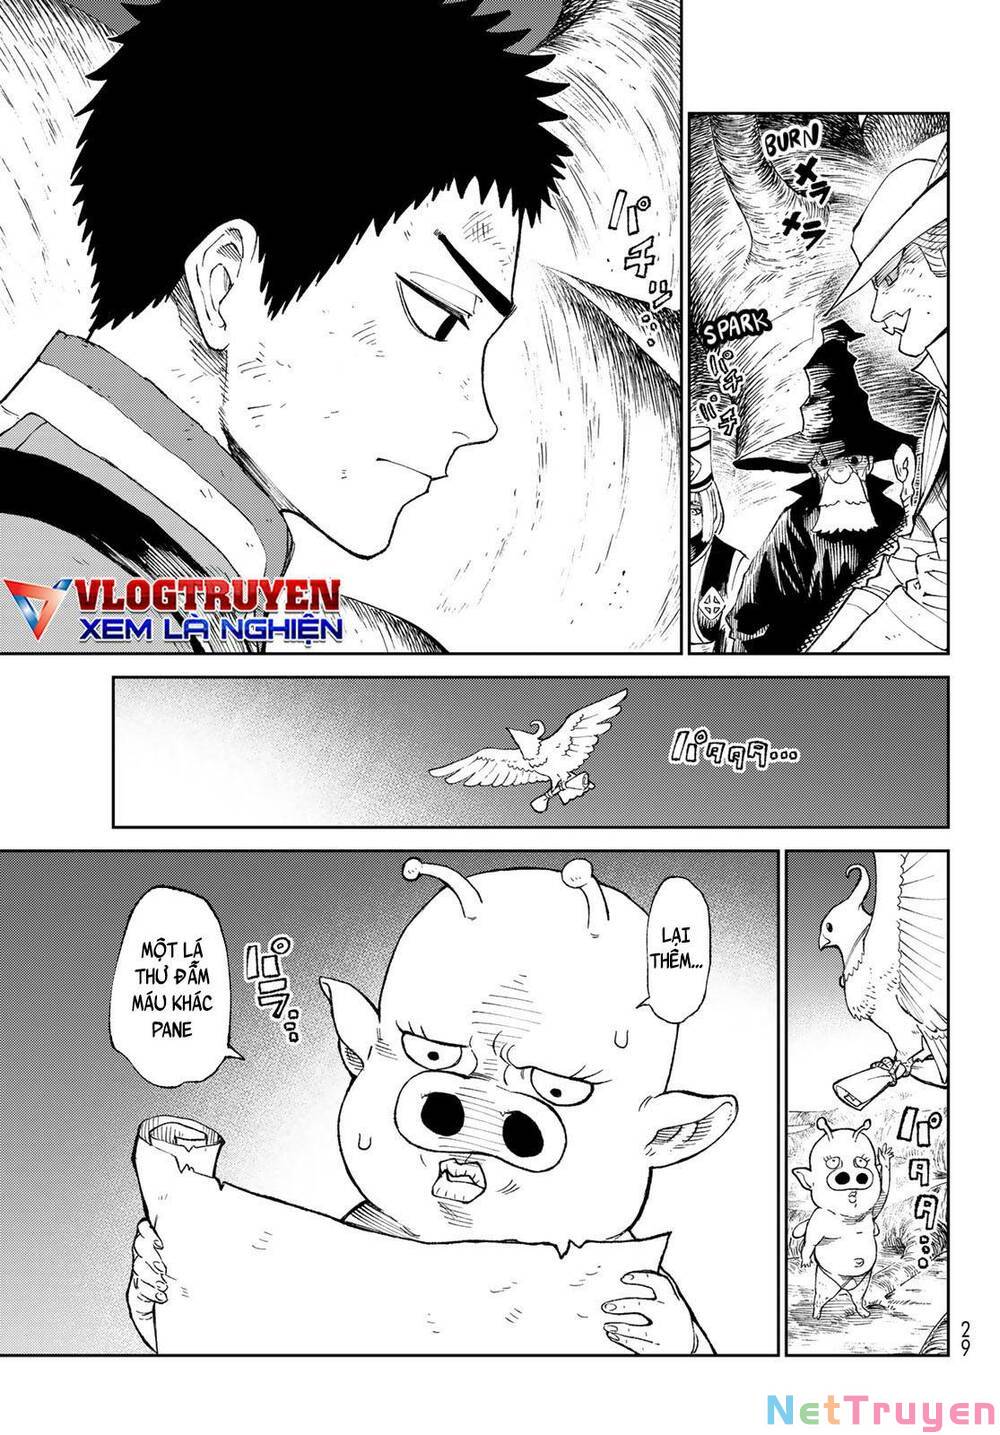 BURN
メラ
メラ
SPARK
パチ
パチ
パチッ…
VLOGTRUYEN
XEM LÀ NGHIỆN
パタタタ…
パタタ…
LẠI
THÊM...
パラ…
MỘT LÁ
THƯ ĐẪM
MÁU KHÁC
PANE
29
NetTruyen